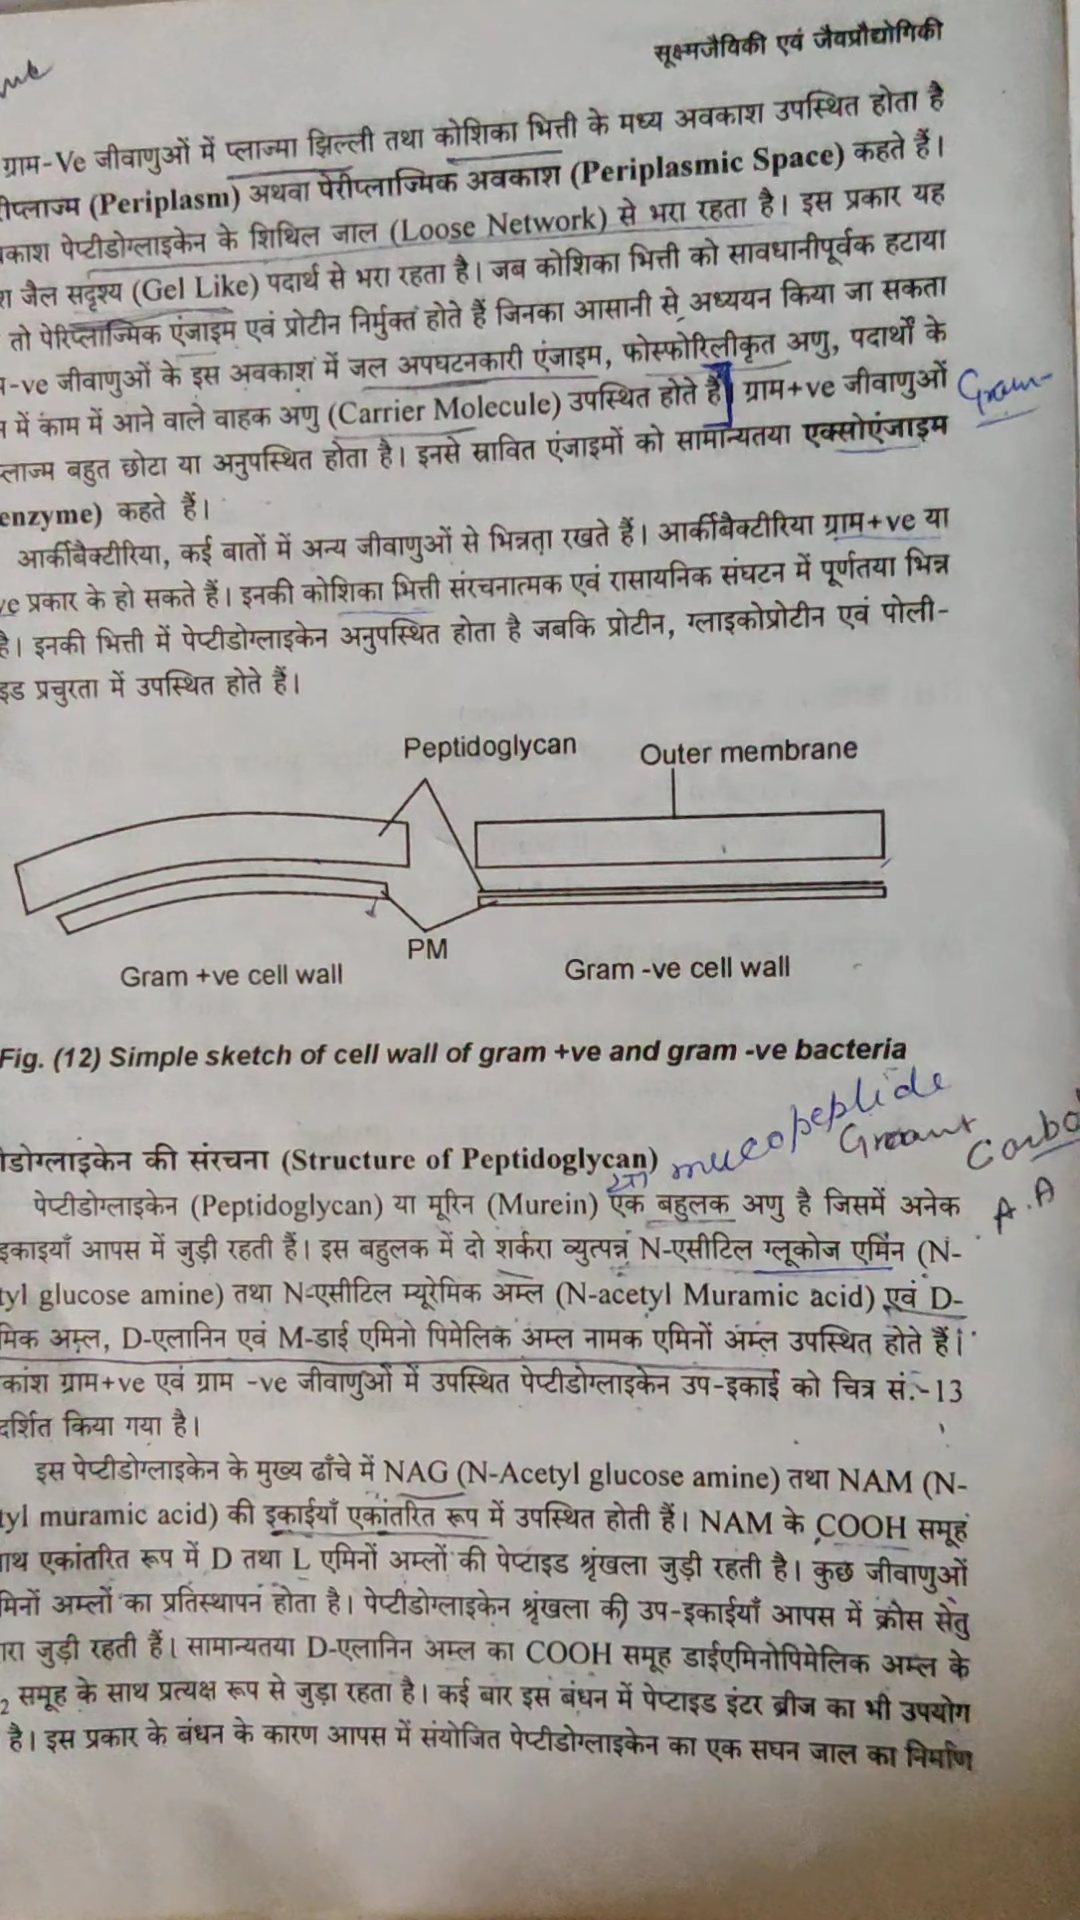 सूक्ष्मजैविकी एवं जैवप्रौद्योगिकी
ग्राम-Ve जीवाणुओं में प्लाज्मा झिल्ली तथा कोशिका भित्ती के मध्य अवकाश उपस्थित होता है
(Periplasm) अथवा पेरीप्लाज्मिक अवकाश (Periplasmic Space) कहते हैं।
पेप्टीडोग्लाइकेन के शिथिल जाल (Loose Network) से भरा रहता है। इस प्रकार यह
जैल सदृश्य (Gel Like) पदार्थ से भरा रहता है। जब कोशिका भित्ती को सावधानीपूर्वक हटाया
तो पेरिप्लाज्मिक एंजाइम एवं प्रोटीन निर्मुक्त होते हैं जिनका आसानी से अध्ययन किया जा सकता
-ve जीवाणुओं के इस अवकाश में जल अपघटनकारी एंजाइम, फोस्फोरिलीकृत अणु, पदार्थों के
में काम में आने वाले वाहक अणु (Carrier Molecule) उपस्थित होते हैं। ग्राम+ve जीवाणुओं
Gram-
बहुत छोटा या अनुपस्थित होता है। इनसे स्रावित एंजाइमों को सामान्यतया एक्सोएंजाइम
enzyme) कहते हैं।
आर्कीबैक्टीरिया, कई बातों में अन्य जीवाणुओं से भिन्नता रखते हैं। आर्कीबैक्टीरिया ग्राम+ve या
ve प्रकार के हो सकते हैं। इनकी कोशिका भित्ती संरचनात्मक एवं रासायनिक संघटन में पूर्णतया भिन्न
है। इनकी भित्ती में पेप्टीडोग्लाइकेन अनुपस्थित होता है जबकि प्रोटीन, ग्लाइकोप्रोटीन एवं पोली-
इड प्रचुरता में उपस्थित होते हैं।
Peptidoglycan
Outer membrane
PM
Gram +ve cell wall
Gram -ve cell wall
Fig. (12) Simple sketch of cell wall of gram +ve and gram -ve bacteria
डोग्लाइकेन की संरचना (Structure of Peptidoglycan)
या mucopeptide
A.A
पेप्टीडोग्लाइकेन (Peptidoglycan) या मूरिन (Murein) एक बहुलक अणु है जिसमें अनेक
इकाइयाँ आपस में जुड़ी रहती हैं। इस बहुलक में दो शर्करा व्युत्पन्न N-एसीटिल ग्लूकोज एमिन (N-
tyl glucose amine) तथा N-एसीटिल म्यूरेमिक अम्ल (N-acetyl Muramic acid) एवं D-
मिक अम्ल, D-एलानिन एवं M-डाई एमिनो पिमेलिक अम्ल नामक एमिनों अम्ल उपस्थित होते हैं।
कांश ग्राम+ve एवं ग्राम -ve जीवाणुओं में उपस्थित पेप्टीडोग्लाइकेन उप-इकाई को चित्र सं.-13
दर्शित किया गया है।
इस पेप्टीडोग्लाइकेन के मुख्य ढाँचे में NAG (N-Acetyl glucose amine) तथा NAM (N-
tyl muramic acid) की इकाईयाँ एकांतरित रूप में उपस्थित होती हैं। NAM के COOH समूह
ाथ एकांतरित रूप में D तथा L एमिनों अम्लों की पेप्टाइड श्रृंखला जुड़ी रहती है। कुछ जीवाणुओं
मिनों अम्लों का प्रतिस्थापन होता है। पेप्टीडोग्लाइकेन श्रृंखला की उप-इकाईयाँ आपस में क्रोस सेतु
ारा जुड़ी रहती हैं। सामान्यतया D-एलानिन अम्ल का COOH समूह डाईएमिनोपिमेलिक अम्ल के
2 समूह के साथ प्रत्यक्ष रूप से जुड़ा रहता है। कई बार इस बंधन में पेप्टाइड इंटर ब्रीज का भी उपयोग
है। इस प्रकार के बंधन के कारण आपस में संयोजित पेप्टीडोग्लाइकेन का एक सघन जाल का निर्माण